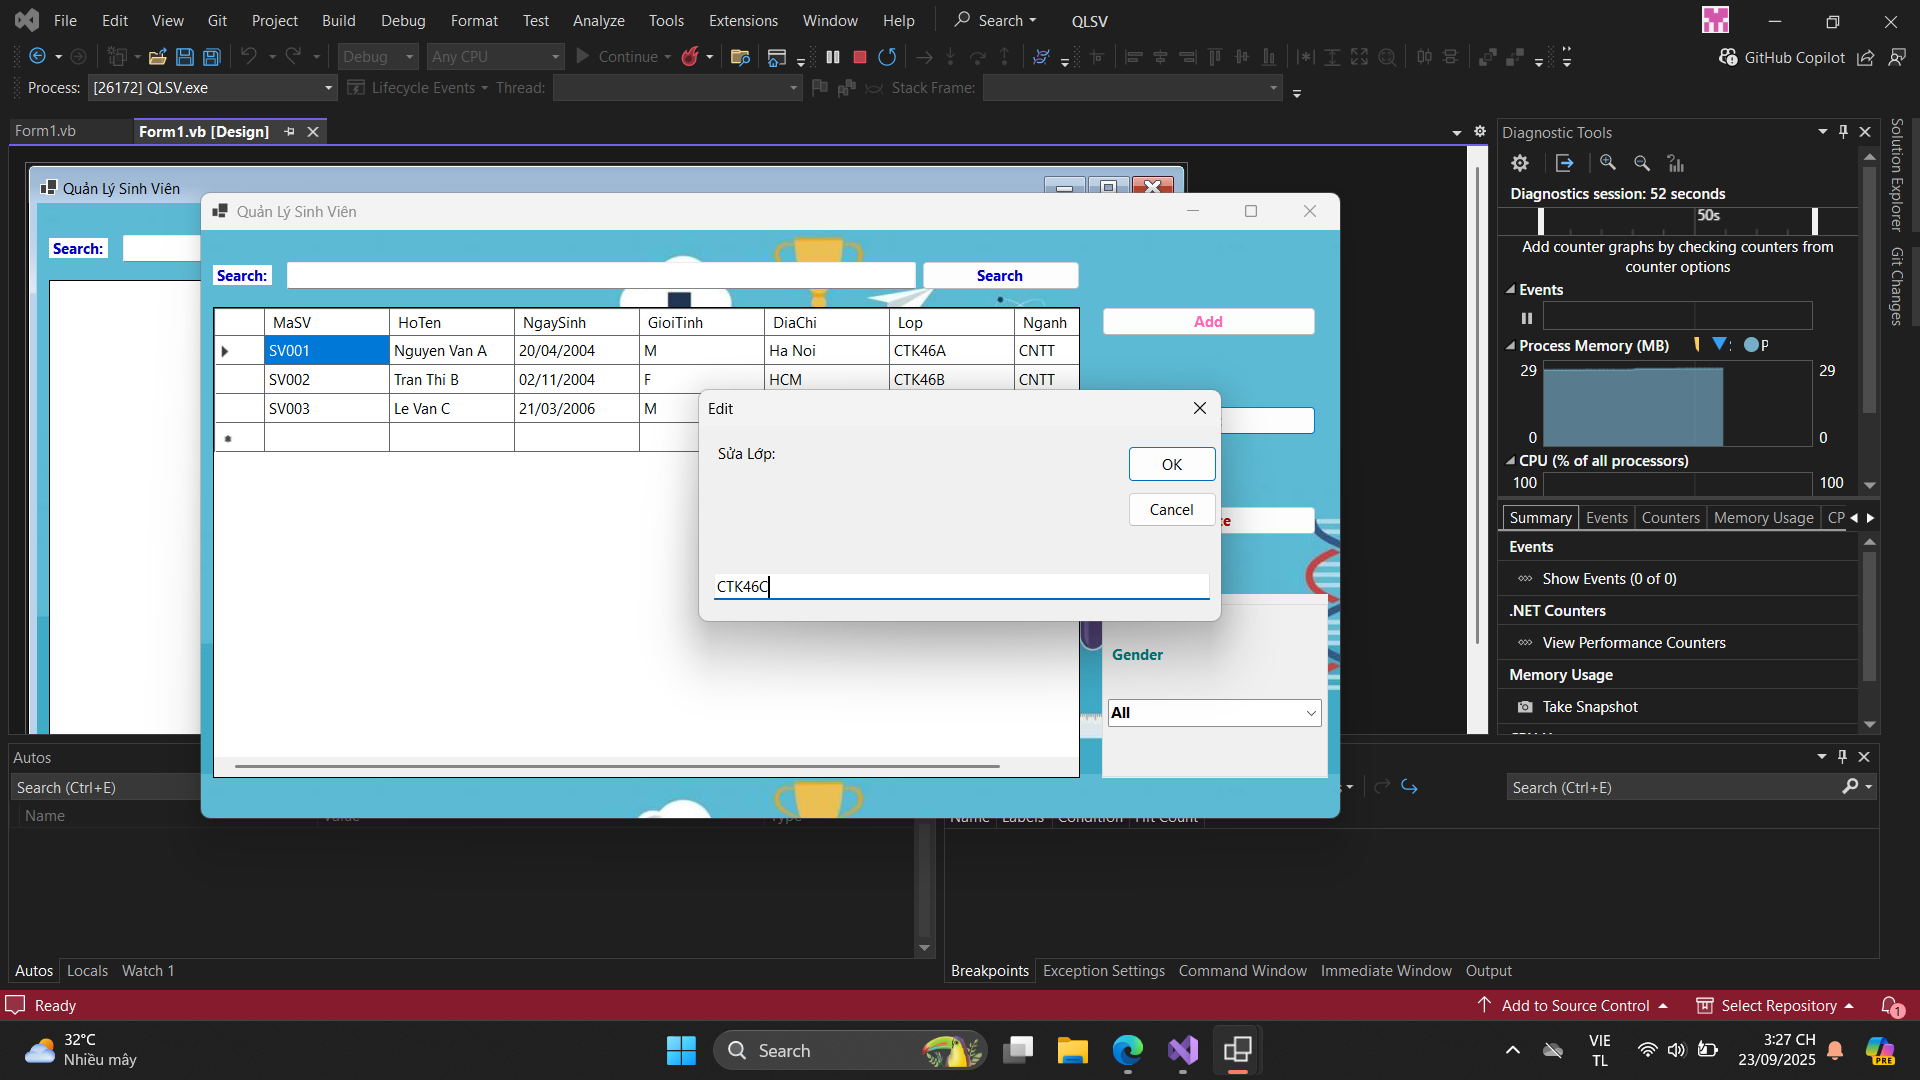 File Edit View Git Project Build Debug Format Test Analyze Tools Extensions Window Help Search QLSV
Debug Any CPU Continue GitHub Copilot
Process: [26172] QLSV.exe Lifecycle Events Thread: Stack Frame:
Form1.vb Form1.vb [Design]
Quản Lý Sinh Viên
Search:
Quản Lý Sinh Viên
Search: Search
MaSV HoTen NgaySinh GioiTinh DiaChi Lop Nganh
SV001 Nguyen Van A 20/04/2004 M Ha Noi CTK46A CNTT
SV002 Tran Thi B 02/11/2004 F HCM CTK46B CNTT
SV003 Le Van C 21/03/2006 M
Add
Edit
Sửa Lớp:
OK
Cancel
CTK46C
Gender
All
Diagnostic Tools
Diagnostics session: 52 seconds
50s
Add counter graphs by checking counters from
counter options
Events
Process Memory (MB) P
29 29
0 0
CPU (% of all processors)
100 100
Summary Events Counters Memory Usage CP
Events
Show Events (0 of 0)
.NET Counters
View Performance Counters
Memory Usage
Take Snapshot
Solution Explorer
Git Changes
Autos
Search (Ctrl+E)
Name Value Type
Autos Locals Watch 1
Search (Ctrl+E)
Name Labels Condition Hit Count
Breakpoints Exception Settings Command Window Immediate Window Output
Ready Add to Source Control Select Repository 1
32°C
Nhiều mây
Search
VIE
TL
3:27 CH
23/09/2025
PRE